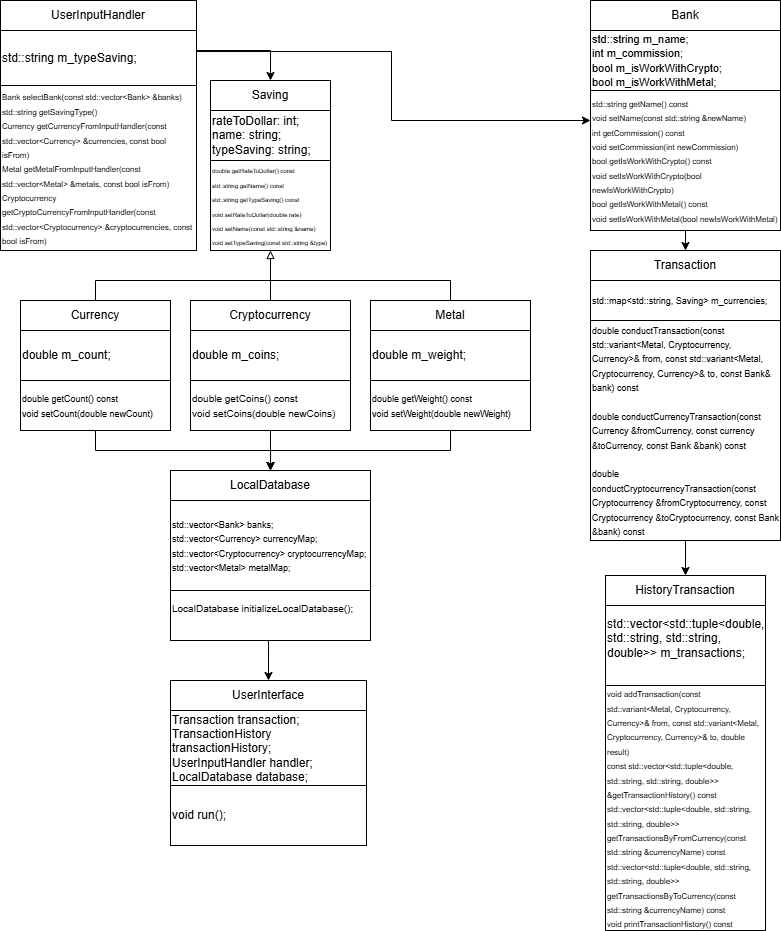 UserInputHandler
std::string m_typeSaving;
Bank selectBank(const std::vector<Bank> &banks)
std::string getSavingType()
Currency getCurrencyFromInputHandler(const
std::vector<Currency> &currencies, const bool
isFrom)
Metal getMetalFromInputHandler(const
std::vector<Metal> &metals, const bool isFrom)
Cryptocurrency
getCryptoCurrencyFromInputHandler(const
std::vector<Cryptocurrency> &cryptocurrencies, const
bool isFrom)
Saving
rateToDollar: int;
name: string;
typeSaving: string;
double getRateToDollar() const
std::string getName() const
std::string getTypeSaving() const
void setRateToDollar(double rate)
void setName(const std::string &name)
void setTypeSaving(const std::string &type)
Bank
std::string m_name;
int m_commission;
bool m_isWorkWithCrypto;
bool m_isWorkWithMetal;
std::string getName() const
void setName(const std::string &newName)
int getCommission() const
void setCommission(int newCommission)
bool getIsWorkWithCrypto() const
void setIsWorkWithCrypto(bool
newIsWorkWithCrypto)
bool getIsWorkWithMetal() const
void setIsWorkWithMetal(bool newIsWorkWithMetal)
Currency
double m_count;
double getCount() const
void setCount(double newCount)
Cryptocurrency
double m_coins;
double getCoins() const
void setCoins(double newCoins)
Metal
double m_weight;
double getWeight() const
void setWeight(double newWeight)
Transaction
std::map<std::string, Saving> m_currencies;
double conductTransaction(const
std::variant<Metal, Cryptocurrency,
Currency>& from, const std::variant<Metal,
Cryptocurrency, Currency>& to, const Bank&
bank) const
double conductCurrencyTransaction(const
Currency &fromCurrency, const currency
&toCurrency, const Bank &bank) const
double
conductCryptocurrencyTransaction(const
Cryptocurrency &fromCryptocurrency, const
Cryptocurrency &toCryptocurrency, const Bank
&bank) const
LocalDatabase
std::vector<Bank> banks;
std::vector<Currency> currencyMap;
std::vector<Cryptocurrency> cryptocurrencyMap;
std::vector<Metal> metalMap;
LocalDatabase initializeLocalDatabase();
UserInterface
Transaction transaction;
TransactionHistory
transactionHistory;
UserInputHandler handler;
LocalDatabase database;
void run();
HistoryTransaction
std::vector<std::tuple<double,
std::string, std::string,
double>> m_transactions;
void addTransaction(const
std::variant<Metal, Cryptocurrency,
Currency>& from, const std::variant<Metal,
Cryptocurrency, Currency>& to, double
result)
const std::vector<std::tuple<double,
std::string, std::string, double>>
&getTransactionHistory() const
std::vector<std::tuple<double, std::string,
std::string, double>>
getTransactionsByFromCurrency(const
std::string &currencyName) const
std::vector<std::tuple<double, std::string,
std::string, double>>
getTransactionsByToCurrency(const
std::string &currencyName) const
void printTransactionHistory() const